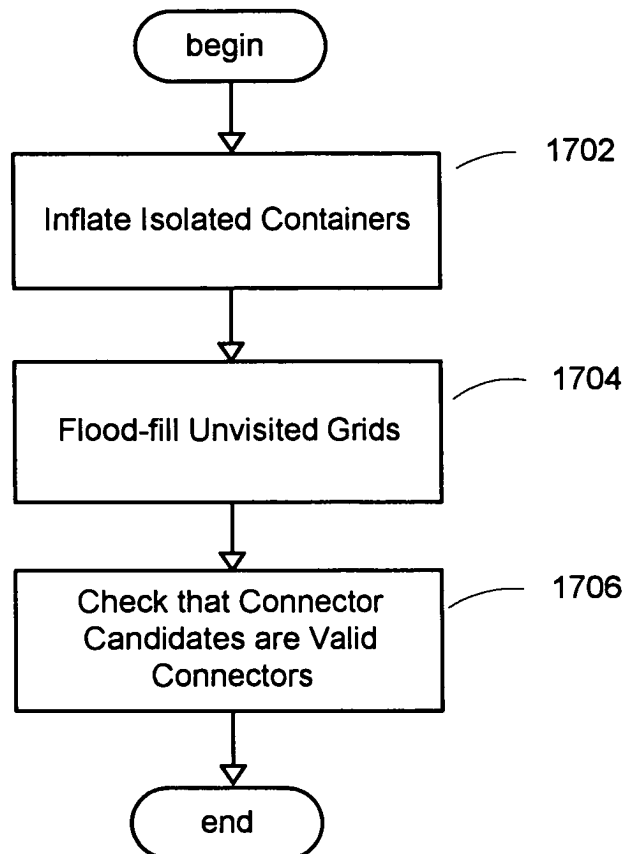 begin
1702
Inflate Isolated Containers
1704
Flood-fill Unvisited Grids
1706
Check that Connector
Candidates are Valid
Connectors
end